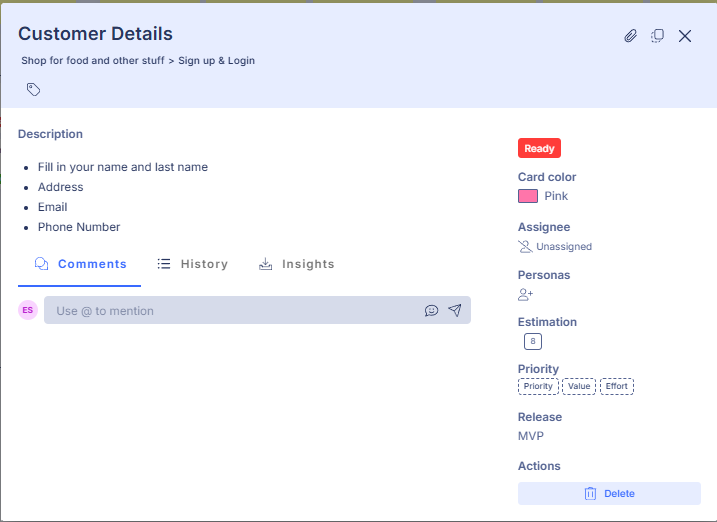 Customer Details
Shop for food and other stuff > Sign up & Login
Description
Fill in your name and last name
Address
Email
Phone Number
Comments
History
Insights
ES
Use @ to mention
Ready
Card color
Pink
Assignee
Unassigned
Personas
Estimation
8
Priority
Priority Value Effort
Release
MVP
Actions
Delete